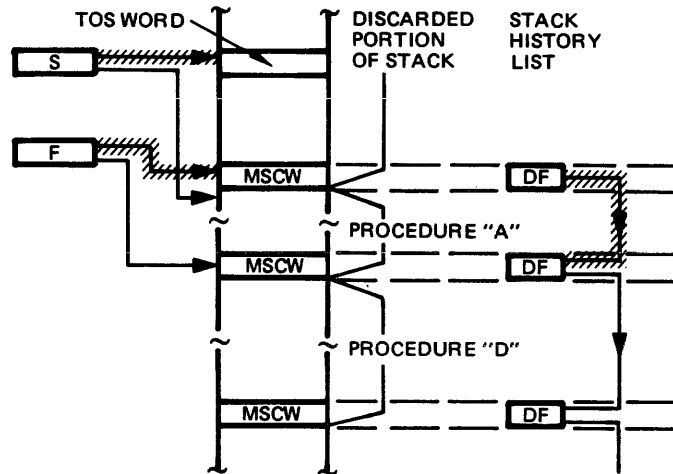 TOS WORD
DISCARDED
PORTION
OF STACK
STACK
HISTORY
LIST
S
F
MSCW
DF
PROCEDURE "A"
MSCW
DF
PROCEDURE "D"
MSCW
DF